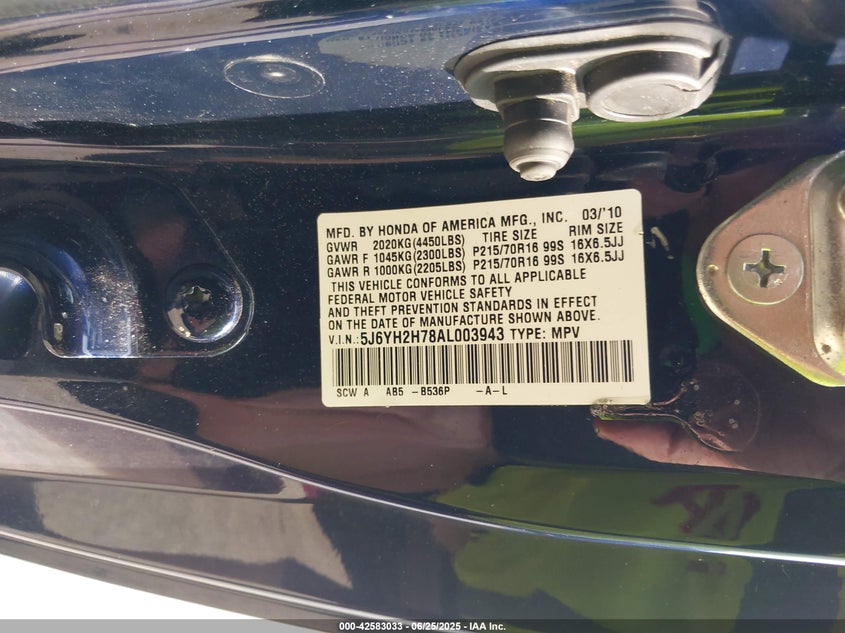 MFD. BY HONDA OF AMERICA MFG., INC. 03/'10
GVWR 2020KG(4450LBS) TIRE SIZE RIM SIZE
GAWR F 1045KG(2300LBS) P215/70R16 99S 16X6.5JJ
GAWR R 1000KG(2205LBS) P215/70R16 99S 16X6.5JJ
THIS VEHICLE CONFORMS TO ALL APPLICABLE
FEDERAL MOTOR VEHICLE SAFETY
AND THEFT PREVENTION STANDARDS IN EFFECT
ON THE DATE OF MANUFACTURE SHOWN ABOVE.
V.I.N.: 5J6YH2H78AL003943 TYPE: MPV
SCW A AB5 -B536P -A-L
000-42583033 - 06/25/2025 - IAA Inc.